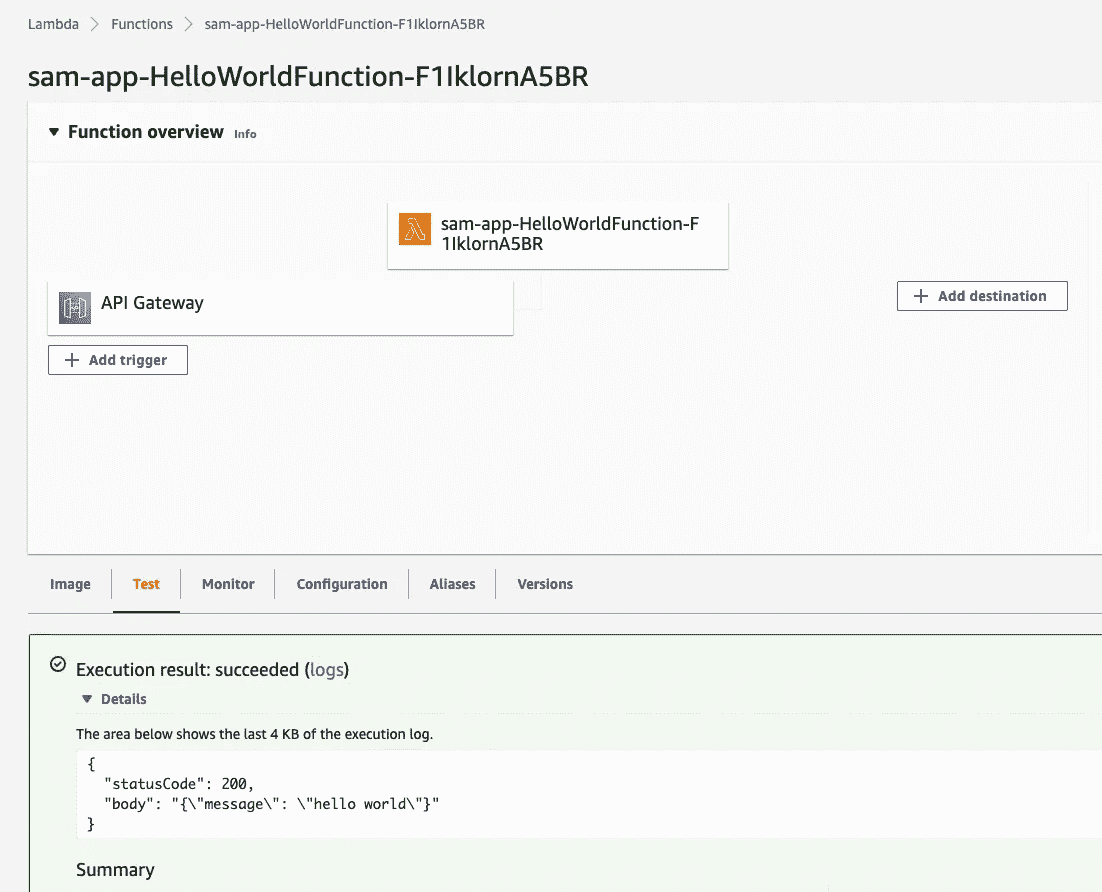 Lambda > Functions > sam-app-HelloWorldFunction-F1IklornA5BR
sam-app-HelloWorldFunction-F1IklornA5BR
Function overview Info
sam-app-HelloWorldFunction-F
1IklornA5BR
API Gateway
Add destination
Add trigger
Image Test Monitor Configuration Aliases Versions
Execution result: succeeded (logs)
Details
The area below shows the last 4 KB of the execution log.
{
"statusCode": 200,
"body": "{\"message\": \"hello world\"}"
}
Summary